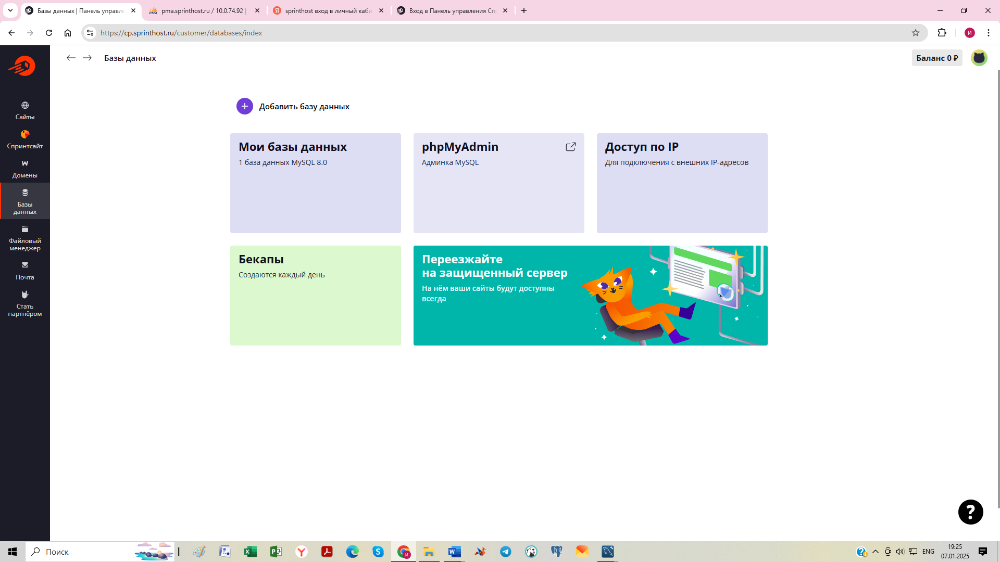 Базы данных | Панель управле
pma.sprinthost.ru / 10.0.74.92 |
sprinthost вход в личный каби
Вход в Панель управления Сп
https://cp.sprinthost.ru/customer/databases/index
И
Базы данных
Баланс 0 ₽
Сайты
Спринтсайт
Домены
Базы
данных
Файловый
менеджер
Почта
Стать
партнёром
Добавить базу данных
Мои базы данных
1 база данных MySQL 8.0
phpMyAdmin
Админка MySQL
Доступ по IP
Для подключения с внешних IP-адресов
Бекапы
Создаются каждый день
Переезжайте
на защищенный сервер
На нём ваши сайты будут доступны
всегда
?
Поиск
ENG
19:25
07.01.2025